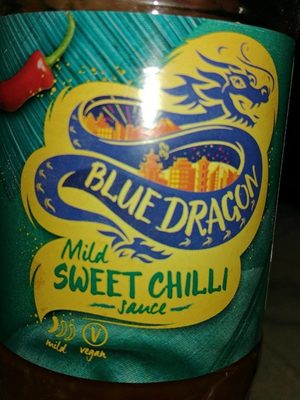 BLUE DRAGON
Mild
SWEET CHILLI
sauce
mild
V
vegan